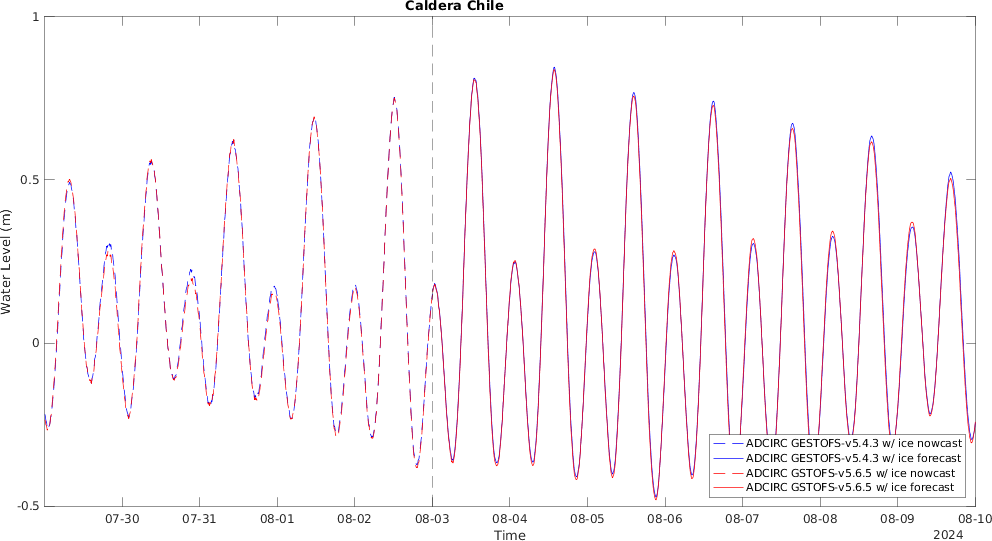 Caldera Chile
1
0.5
0
-0.5
Water Level (m)
ADCIRC GESTOFS-v5.4.3 w/ ice nowcast
ADCIRC GESTOFS-v5.4.3 w/ ice forecast
ADCIRC GSTOFS-v5.6.5 w/ ice nowcast
ADCIRC GSTOFS-v5.6.5 w/ ice forecast
07-30 07-31 08-01 08-02 08-03 08-04 08-05 08-06 08-07 08-08 08-09 08-10
Time
2024